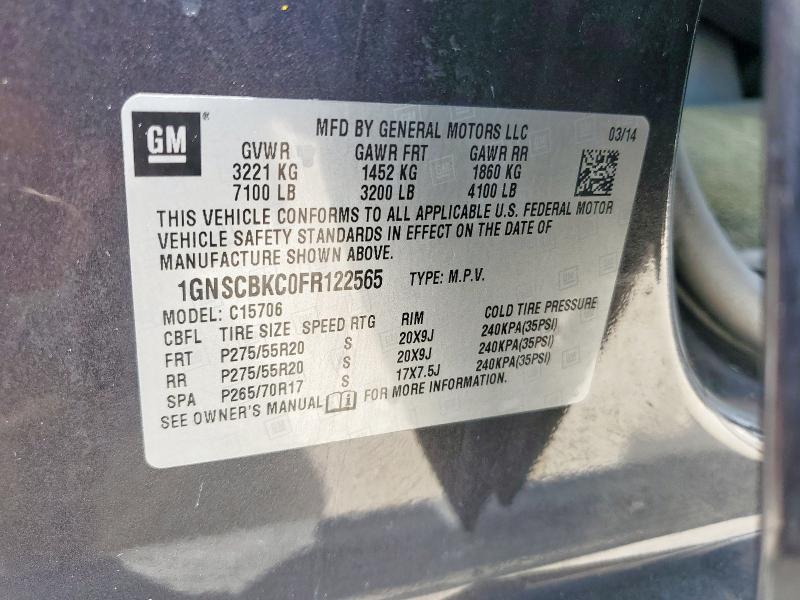 GM
MFD BY GENERAL MOTORS LLC 03/14
GVWR GAWR FRT GAWR RR
3221 KG 1452 KG 1860 KG
7100 LB 3200 LB 4100 LB
THIS VEHICLE CONFORMS TO ALL APPLICABLE U.S. FEDERAL MOTOR
VEHICLE SAFETY STANDARDS IN EFFECT ON THE DATE OF
MANUFACTURE SHOWN ABOVE.
1GNSCBKC0FR122565 TYPE: M.P.V.
MODEL: C15706
CBFL TIRE SIZE SPEED RTG RIM COLD TIRE PRESSURE
FRT P275/55R20 S 20X9J 240KPA(35PSI)
RR P275/55R20 S 20X9J 240KPA(35PSI)
SPA P265/70R17 S 17X7.5J 240KPA(35PSI)
SEE OWNER'S MANUAL FOR MORE INFORMATION.